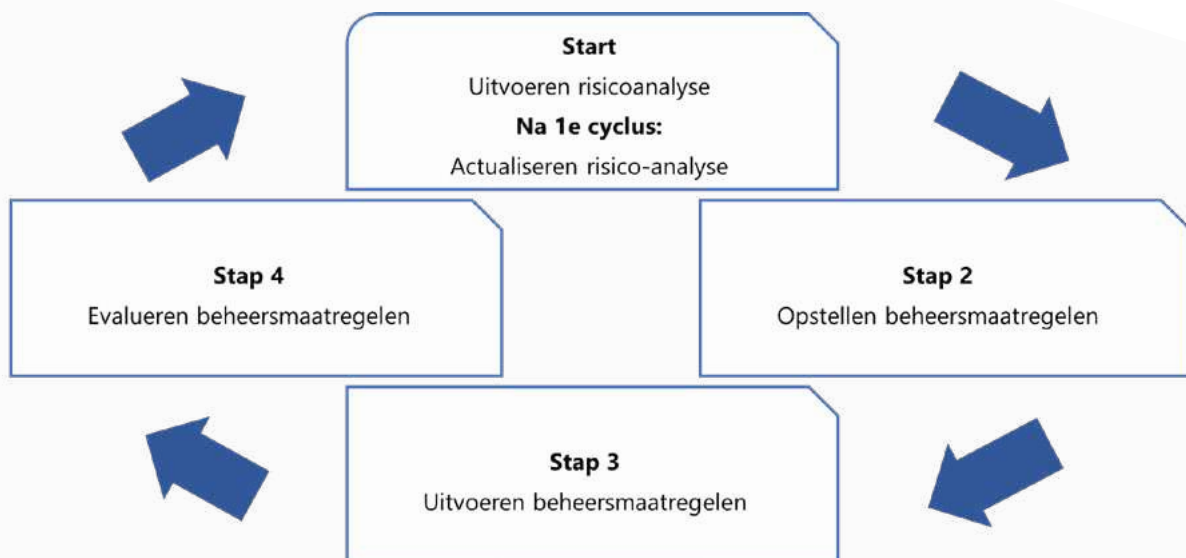 Start
Uitvoeren risicoanalyse
Na 1e cyclus:
Actualiseren risico-analyse
Stap 4
Evalueren beheersmaatregelen
Stap 2
Opstellen beheersmaatregelen
Stap 3
Uitvoeren beheersmaatregelen